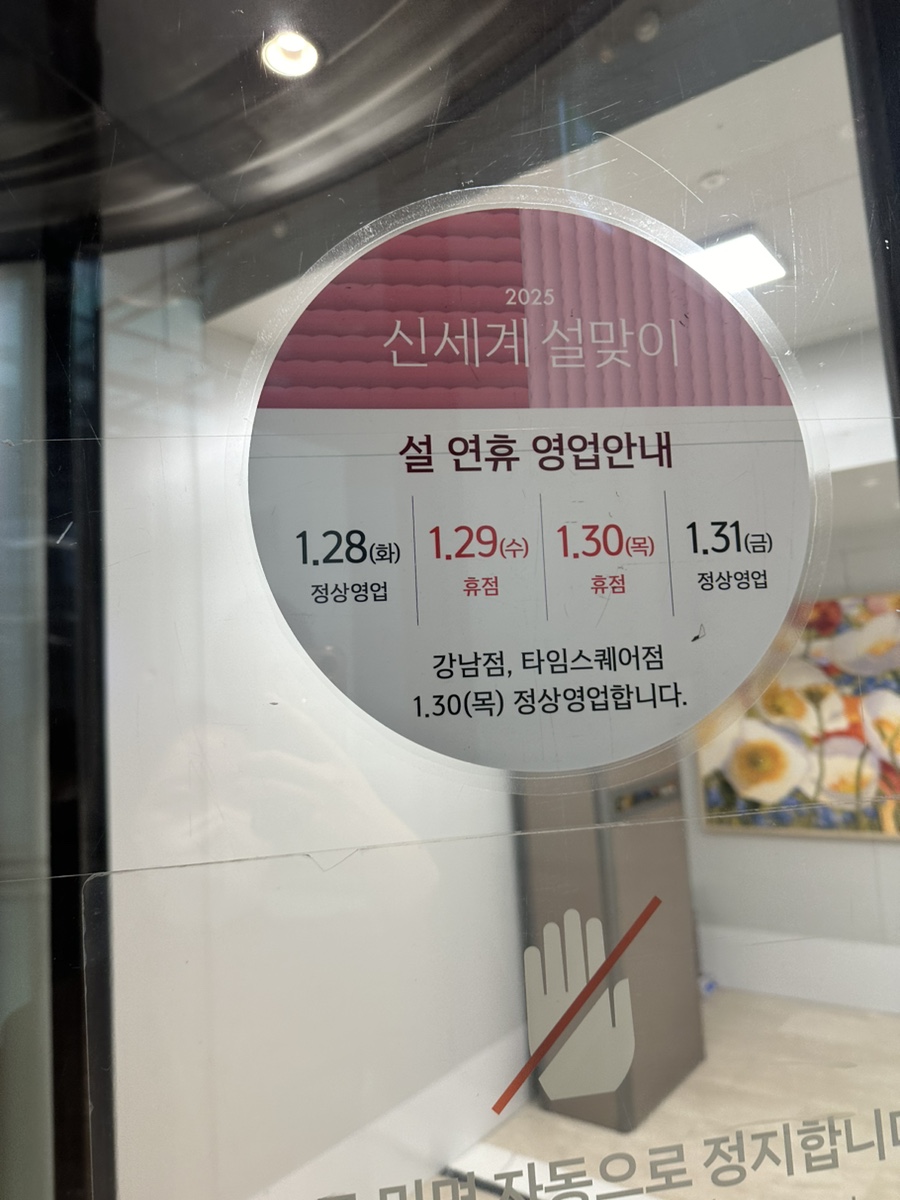 2025
신세계 설맞이
설 연휴 영업안내
1.28(화) 1.29(수) 1.30(목) 1.31(금)
정상영업 휴점 휴점 정상영업
강남점, 타임스퀘어점
1.30(목) 정상영업합니다.
밀면 자동으로 정지합니다